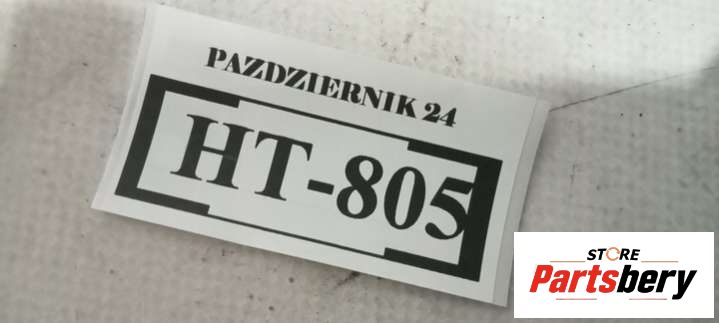 PAZDZIERNIK 24
HT-805
STORE
Partsbery